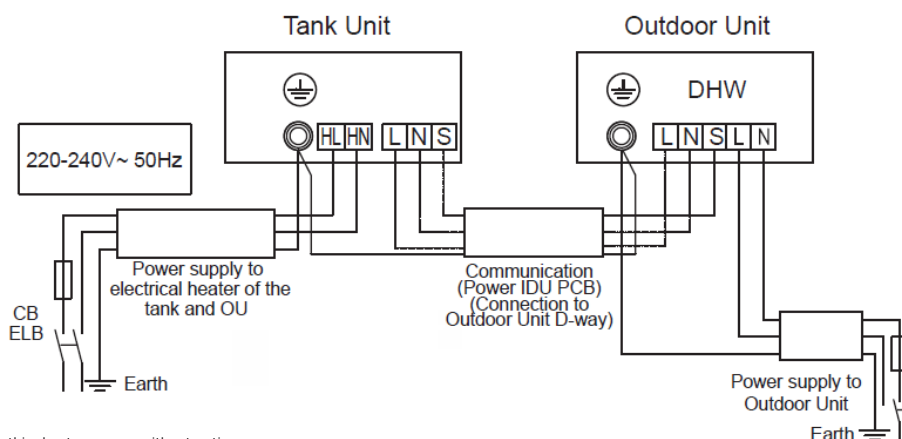 Tank Unit
Outdoor Unit
DHW
HL HN L N S
L N S L N
220-240V~ 50Hz
Power supply to
electrical heater of the
tank and OU
Communication
(Power IDU PCB)
(Connection to
Outdoor Unit D-way)
CB
ELB
Earth
Power supply to
Outdoor Unit
Earth